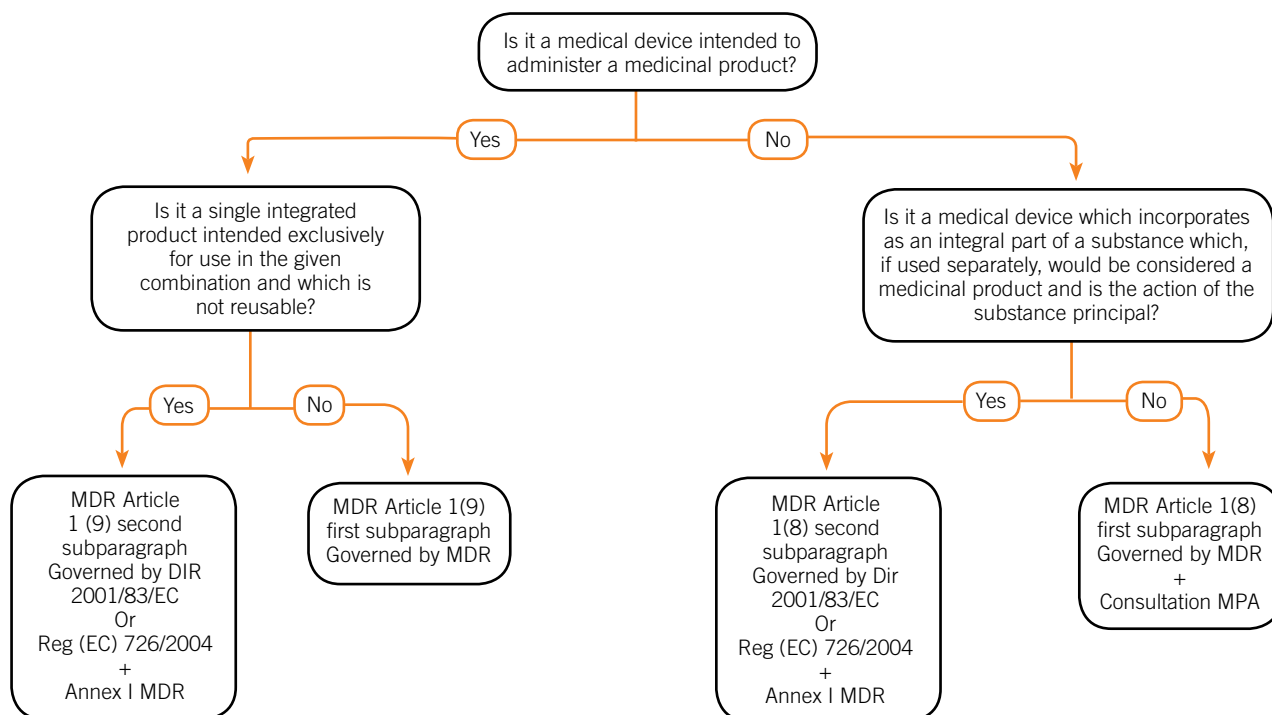 Is it a medical device intended to
administer a medicinal product?
Yes
No
Is it a single integrated
product intended exclusively
for use in the given
combination and which is
not reusable?
Is it a medical device which incorporates
as an integral part of a substance which,
if used separately, would be considered a
medicinal product and is the action of the
substance principal?
Yes
No
Yes
No
MDR Article
1 (9) second
subparagraph
Governed by DIR
2001/83/EC
Or
Reg (EC) 726/2004
+
Annex I MDR
MDR Article 1(9)
first subparagraph
Governed by MDR
MDR Article
1(8) second
subparagraph
Governed by Dir
2001/83/EC
Or
Reg (EC) 726/2004
+
Annex I MDR
MDR Article 1(8)
first subparagraph
Governed by MDR
+
Consultation MPA